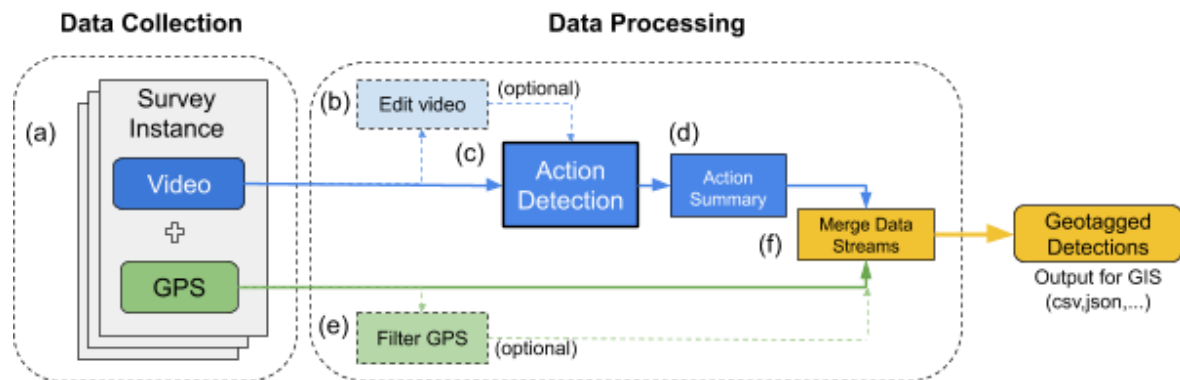 Data Collection
Data Processing
(a)
Survey
Instance
Video
GPS
(b)
Edit video
(optional)
(c)
Action
Detection
(d)
Action
Summary
(e)
Filter GPS
(optional)
(f)
Merge Data
Streams
Geotagged
Detections
Output for GIS
(csv,json,...)